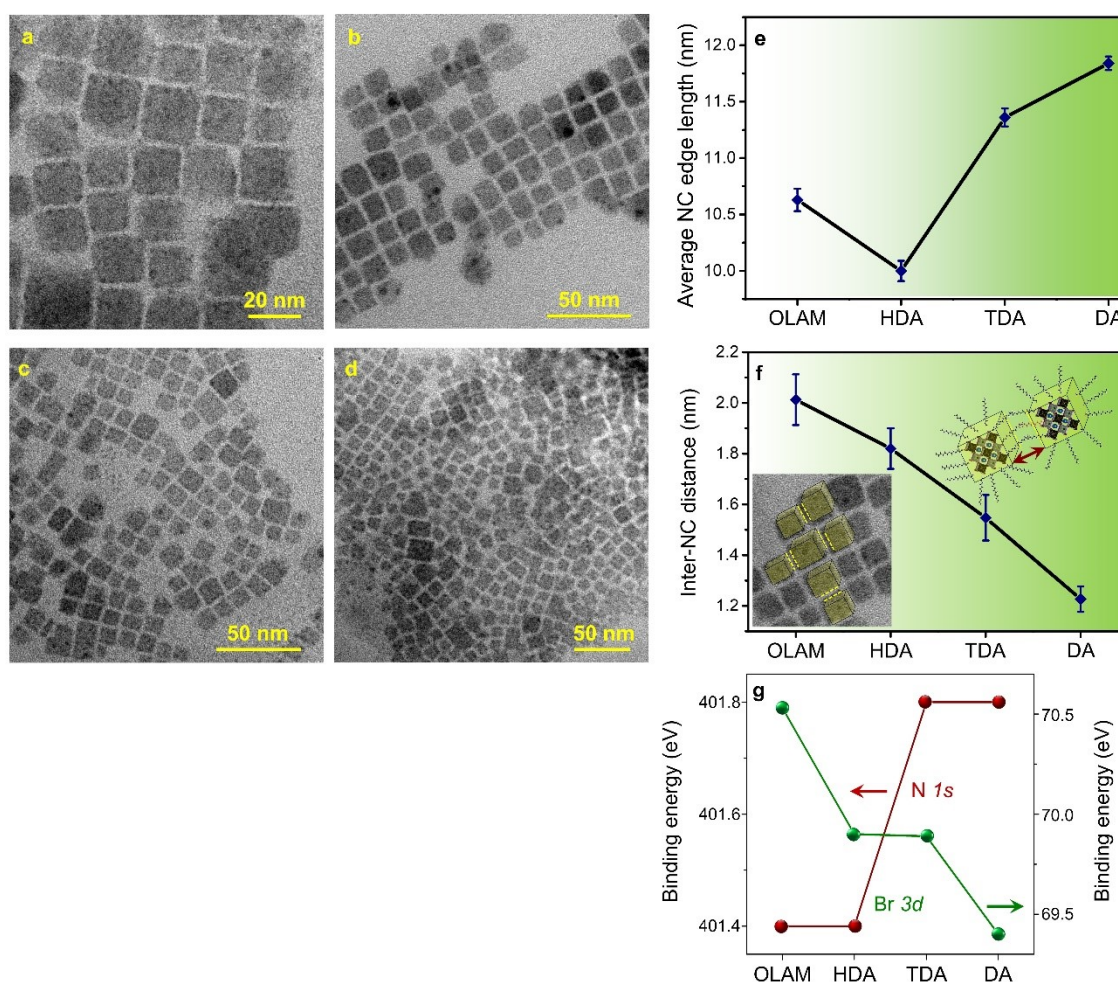 a
20 nm
b
50 nm
c
50 nm
d
50 nm
e
Average NC edge length (nm)
12.0
11.5
11.0
10.5
10.0
OLAM HDA TDA DA
f
Inter-NC distance (nm)
2.2
2.0
1.8
1.6
1.4
1.2
OLAM HDA TDA DA
g
Binding energy (eV)
401.8
401.6
401.4
N 1s
Br 3d
70.5
70.0
69.5
Binding energy (eV)
OLAM HDA TDA DA